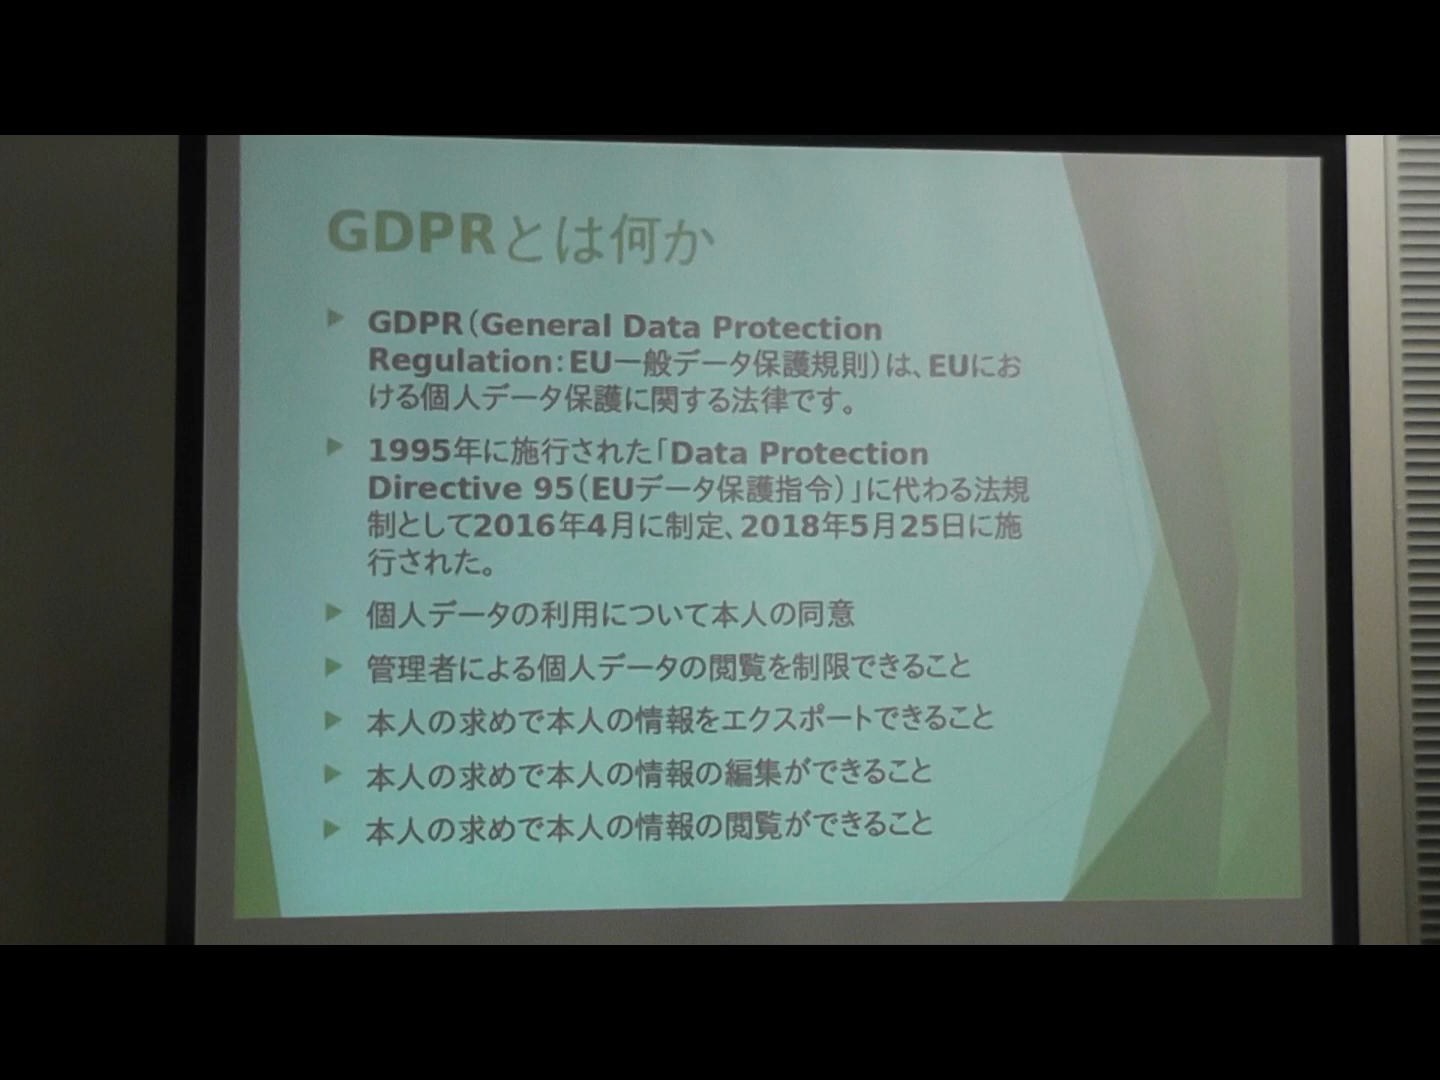 GDPRとは何か
GDPR（General Data Protection
Regulation：EU一般データ保護規則）は、EUにお
ける個人データ保護に関する法律です。
1995年に施行された「Data Protection
Directive 95（EUデータ保護指令）」に代わる法規
制として2016年4月に制定、2018年5月25日に施
行された。
個人データの利用について本人の同意
管理者による個人データの閲覧を制限できること
本人の求めで本人の情報をエクスポートできること
本人の求めで本人の情報の編集ができること
本人の求めで本人の情報の閲覧ができること